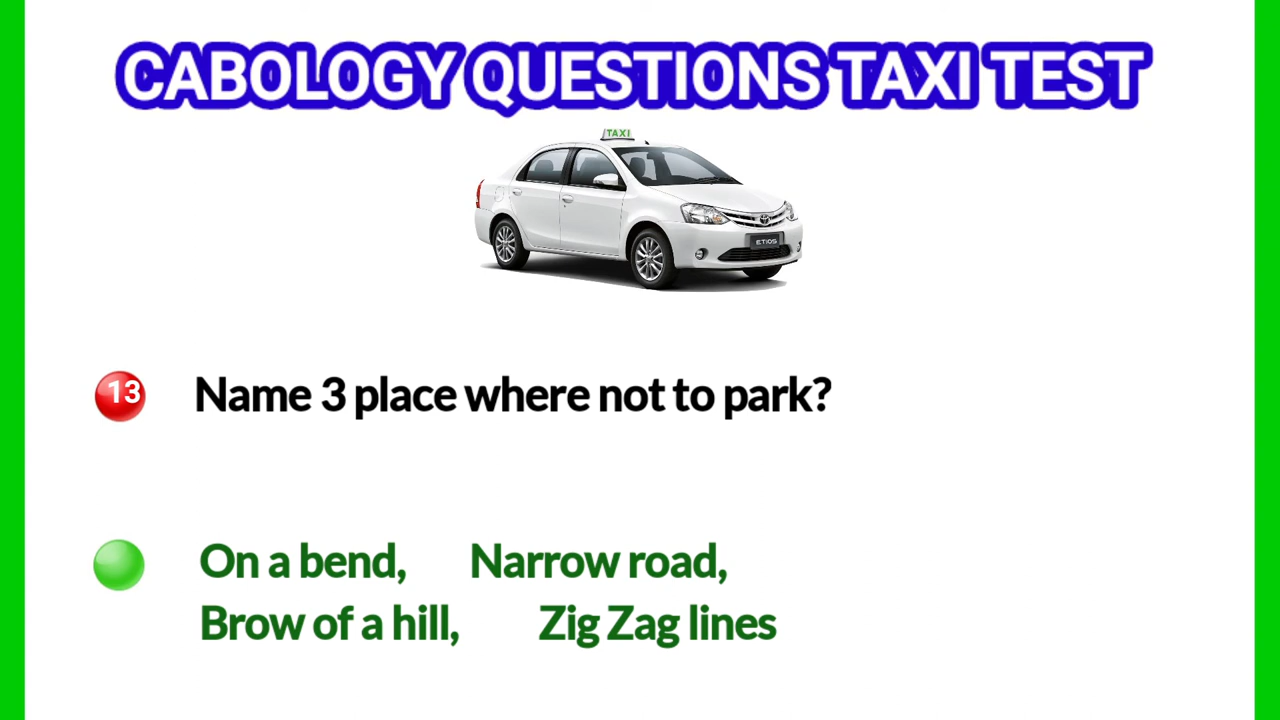 CABOLOGY QUESTIONS TAXI TEST
TAXI
ETIOS
13 Name 3 place where not to park?
On a bend, Narrow road,
Brow of a hill, Zig Zag lines